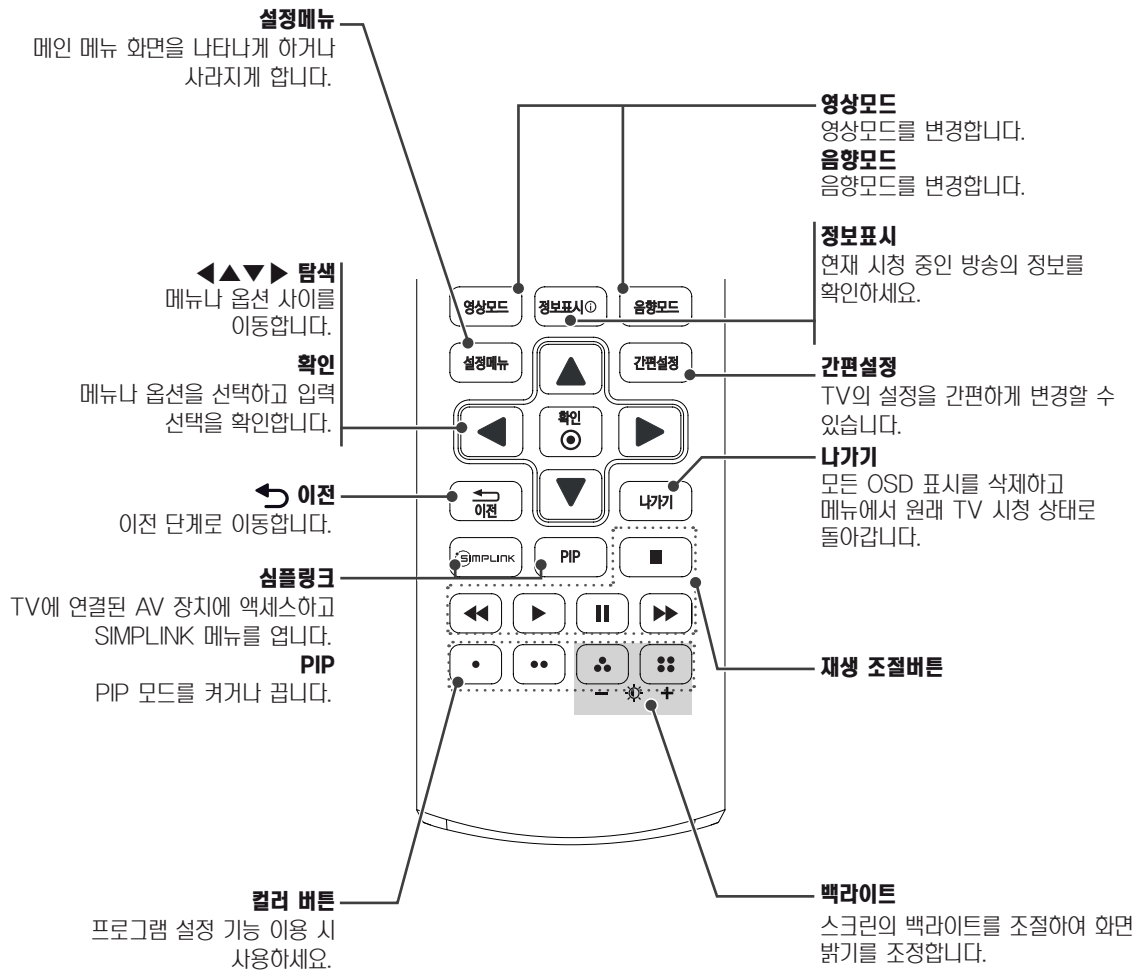 설정메뉴
메인 메뉴 화면을 나타나게 하거나
사라지게 합니다.
◀▲▼▶ 탐색
메뉴나 옵션 사이를
이동합니다.
확인
메뉴나 옵션을 선택하고 입력
선택을 확인합니다.
이전
이전 단계로 이동합니다.
심플링크
TV에 연결된 AV 장치에 액세스하고
SIMPLINK 메뉴를 엽니다.
PIP
PIP 모드를 켜거나 끕니다.
컬러 버튼
프로그램 설정 기능 이용 시
사용하세요.
영상모드
정보표시ⓘ
음향모드
설정메뉴
간편설정
확인
이전
나가기
SIMPLINK
PIP
영상모드
영상모드를 변경합니다.
음향모드
음향모드를 변경합니다.
정보표시
현재 시청 중인 방송의 정보를
확인하세요.
간편설정
TV의 설정을 간편하게 변경할 수
있습니다.
나가기
모든 OSD 표시를 삭제하고
메뉴에서 원래 TV 시청 상태로
돌아갑니다.
재생 조절버튼
백라이트
스크린의 백라이트를 조절하여 화면
밝기를 조정합니다.